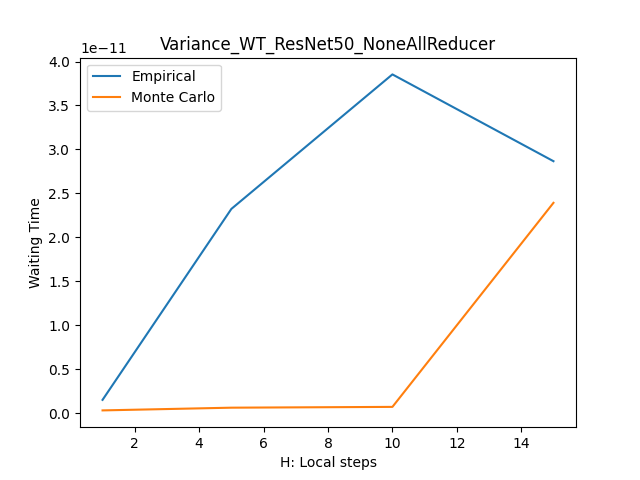 Variance_WT_ResNet50_NoneAllReducer
1e−11
Empirical
Monte Carlo
4.0
3.5
3.0
2.5
2.0
1.5
1.0
0.5
0.0
Waiting Time
2 4 6 8 10 12 14
H: Local steps